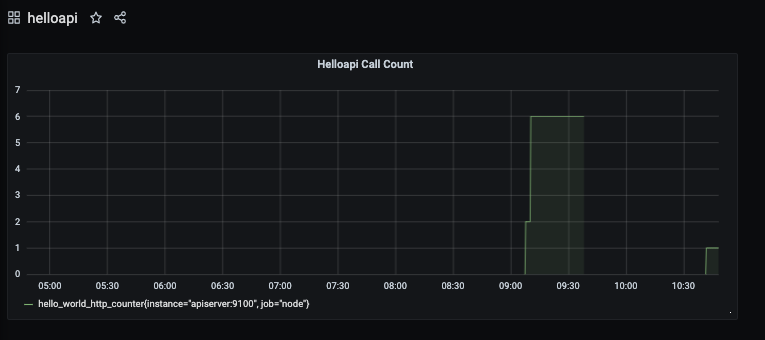 helloapi
Helloapi Call Count
7
6
5
4
3
2
1
0
05:00 05:30 06:00 06:30 07:00 07:30 08:00 08:30 09:00 09:30 10:00 10:30
hello_world_http_counter{instance="apiserver:9100", job="node"}